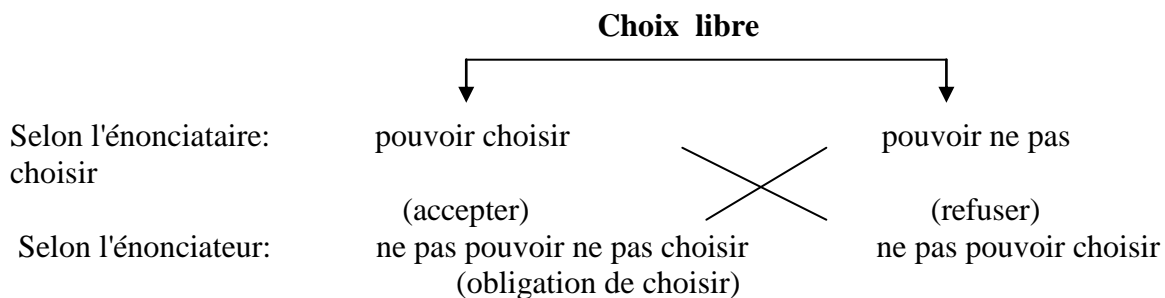 Choix libre
Selon l'énonciataire: pouvoir choisir pouvoir ne pas
choisir
(accepter) (refuser)
Selon l'énonciateur: ne pas pouvoir ne pas choisir ne pas pouvoir choisir
(obligation de choisir)